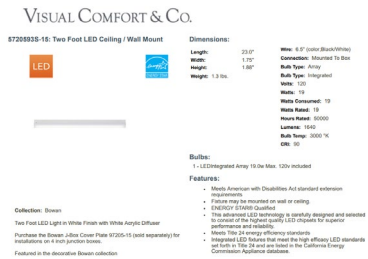 VISUAL COMFORT & CO.
8720593S-15: Two Foot LED Ceiling / Wall Mount
LED
Dimensions:
Length: 23.0"
Width: 1.75"
Height: 1.88"
Weight: 1.3 lbs.
Wire: 6.5" (color:Black/White)
Connection: Mounted To Box
Bulb Type: Array
Bulb Type: Integrated
Volts: 120
Watts: 19
Watts Consumed: 19
Watts Rated: 19
Hours Rated: 50000
Lumens: 1640
Bulb Temp: 3000 °K
CRI: 90
Bulbs:
1 - LEDIntegrated Array 19.0w Max. 120v included
Features:
• Meets American with Disabilities Act standard extension
requirements
• Fixture may be mounted on wall or ceiling
• ENERGY STAR® Qualified
• This advanced LED technology is carefully designed and selected
to consist of the highest quality LED chipsets for superior
performance and reliability.
• Meets Title 24 energy efficiency standards
• Integrated LED fixtures that meet the high efficacy LED standards
set forth in Title 24 and are listed in the California Energy
Commission Appliance database.
Collection: Bowan
Two Foot LED Light in White Finish with White Acrylic Diffuser
Purchase the Bowan J-Box Cover Plate 97205-15 (sold separately) for
installations on 4 inch junction boxes.
Featured in the decorative Bowan collection